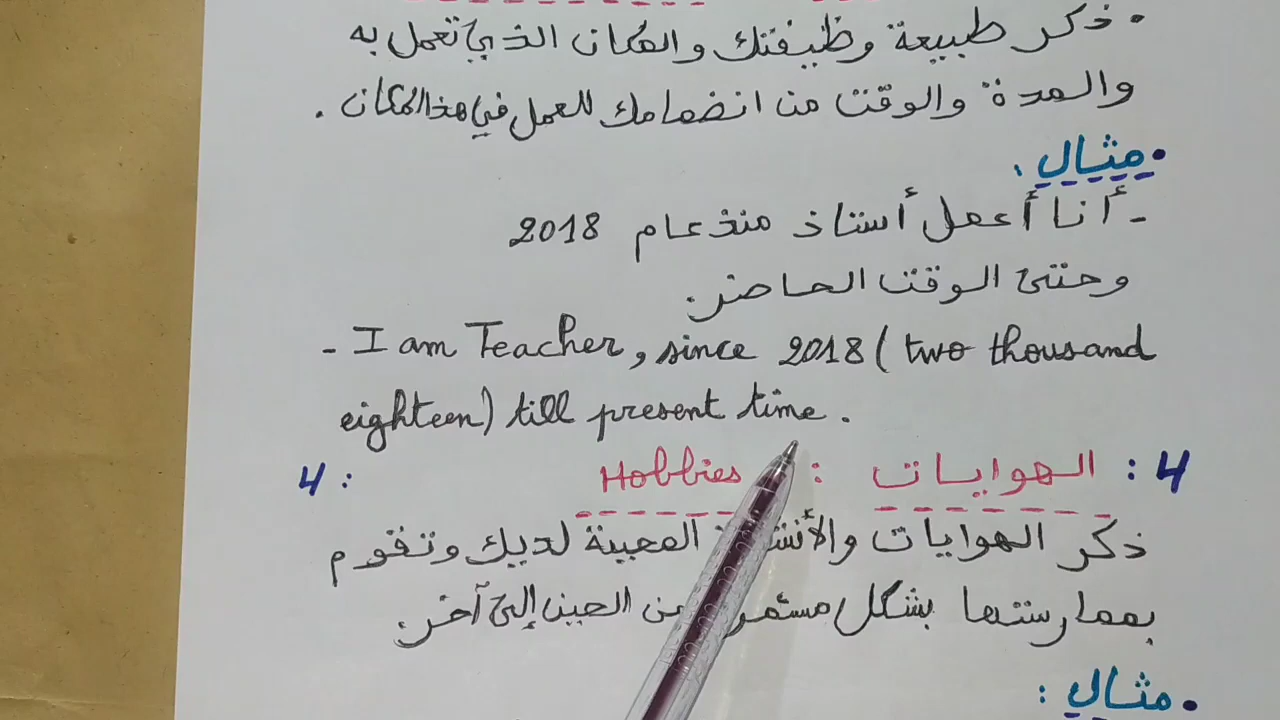 • ذكر طبيعة وظيفتك والمكان الذي تعمل به
والمدة والوقت من انضمامك للعمل في هذا المكان .
• مثال :
- أنا أعمل أستاذ منذ عام 2018
وحتى الوقت الحاضر .
- I am Teacher, since 2018 ( two thousand
eighteen) till present time .
4 : الهوايات : Hobbies : 4
ذكر الهوايات والأنشطة المحببة لديك وتقوم
بممارستها بشكل مستمر من الحين إلى آخر .
• مثال :